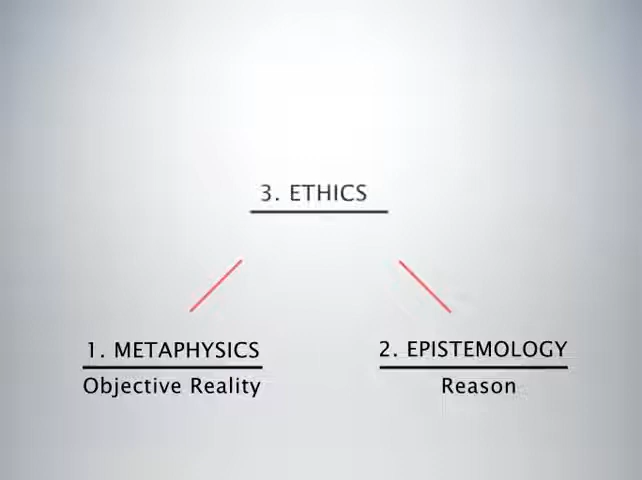 3. ETHICS
1. METAPHYSICS
Objective Reality
2. EPISTEMOLOGY
Reason